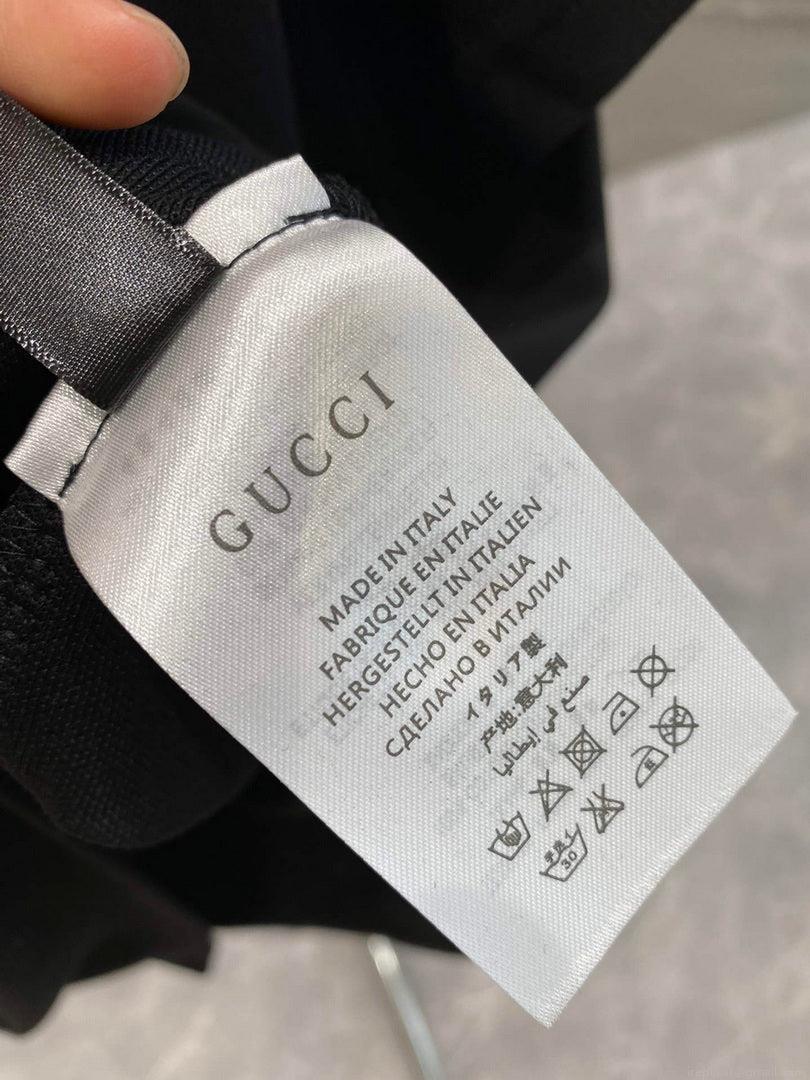 GUCCI
MADE IN ITALY
FABRIQUE EN ITALIE
HERGESTELLT IN ITALIEN
HECHO EN ITALIA
СДЕЛАНО В ИТАЛИИ
イタリア製
产地:意大利
صنع في إيطاليا
30